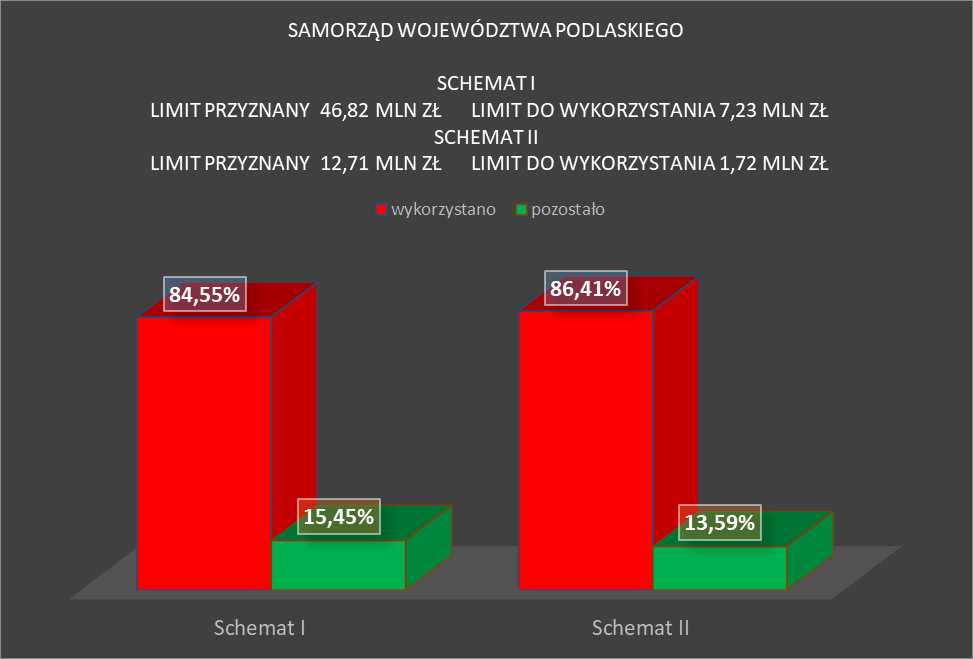 SAMORZĄD WOJEWÓDZTWA PODLASKIEGO
SCHEMAT I
LIMIT PRZYZNANY 46,82 MLN ZŁ LIMIT DO WYKORZYSTANIA 7,23 MLN ZŁ
SCHEMAT II
LIMIT PRZYZNANY 12,71 MLN ZŁ LIMIT DO WYKORZYSTANIA 1,72 MLN ZŁ
wykorzystano pozostało
84,55% 86,41%
15,45% 13,59%
Schemat I Schemat II